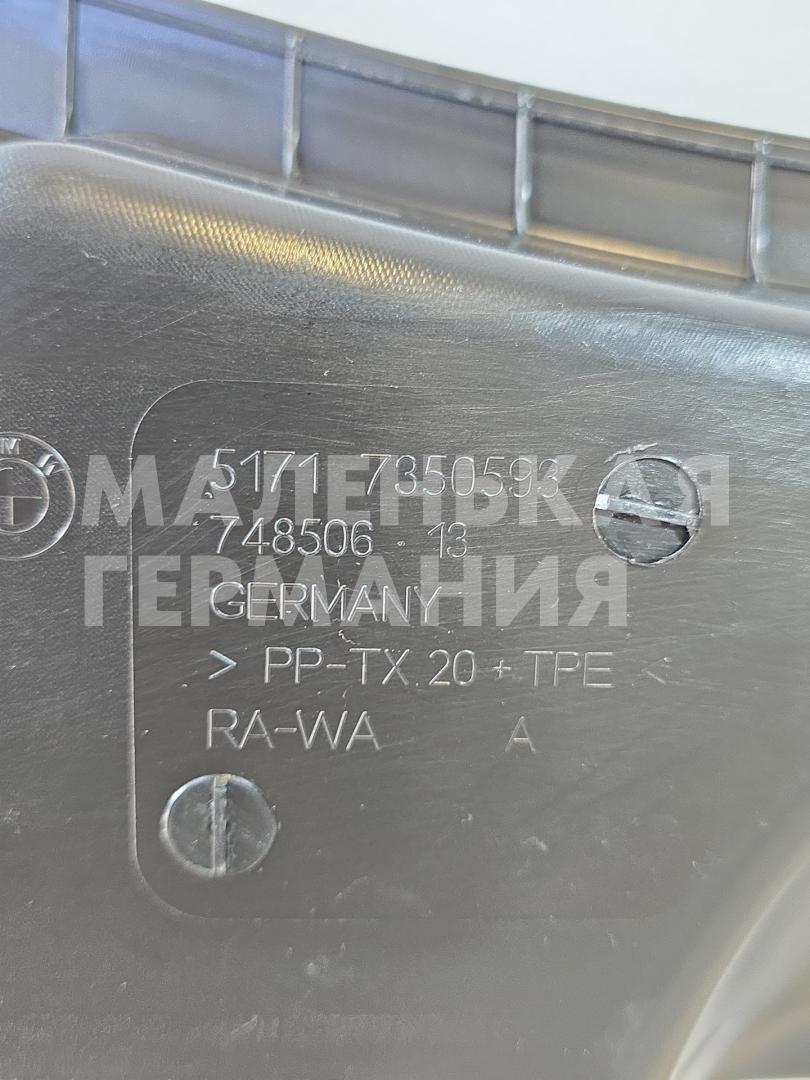 5171 7350593
748506.13
GERMANY
> PP-TX 20 + TPE <
RA-WA A
МАЛЕНЬКАЯ
ГЕРМАНИЯ